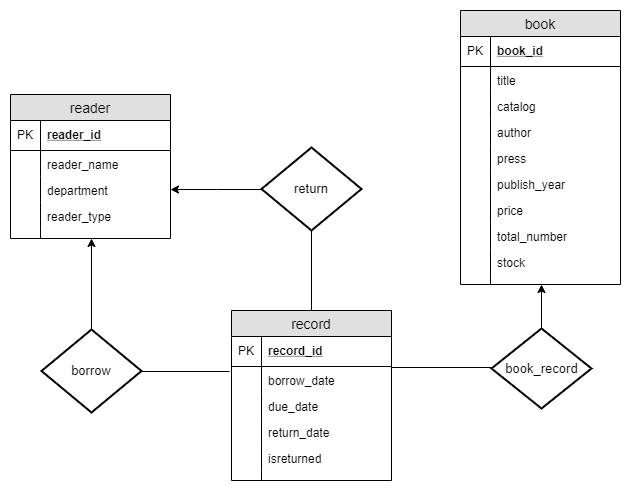 book
PK book_id
title
catalog
author
press
publish_year
price
total_number
stock
reader
PK reader_id
reader_name
department
reader_type
return
record
PK record_id
borrow_date
due_date
return_date
isreturned
borrow
book_record